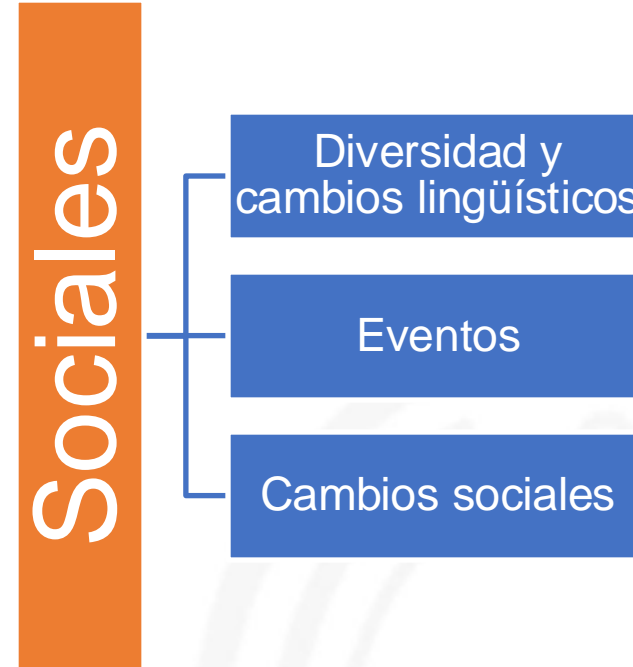 Sociales
Diversidad y
cambios lingüísticos
Eventos
Cambios sociales